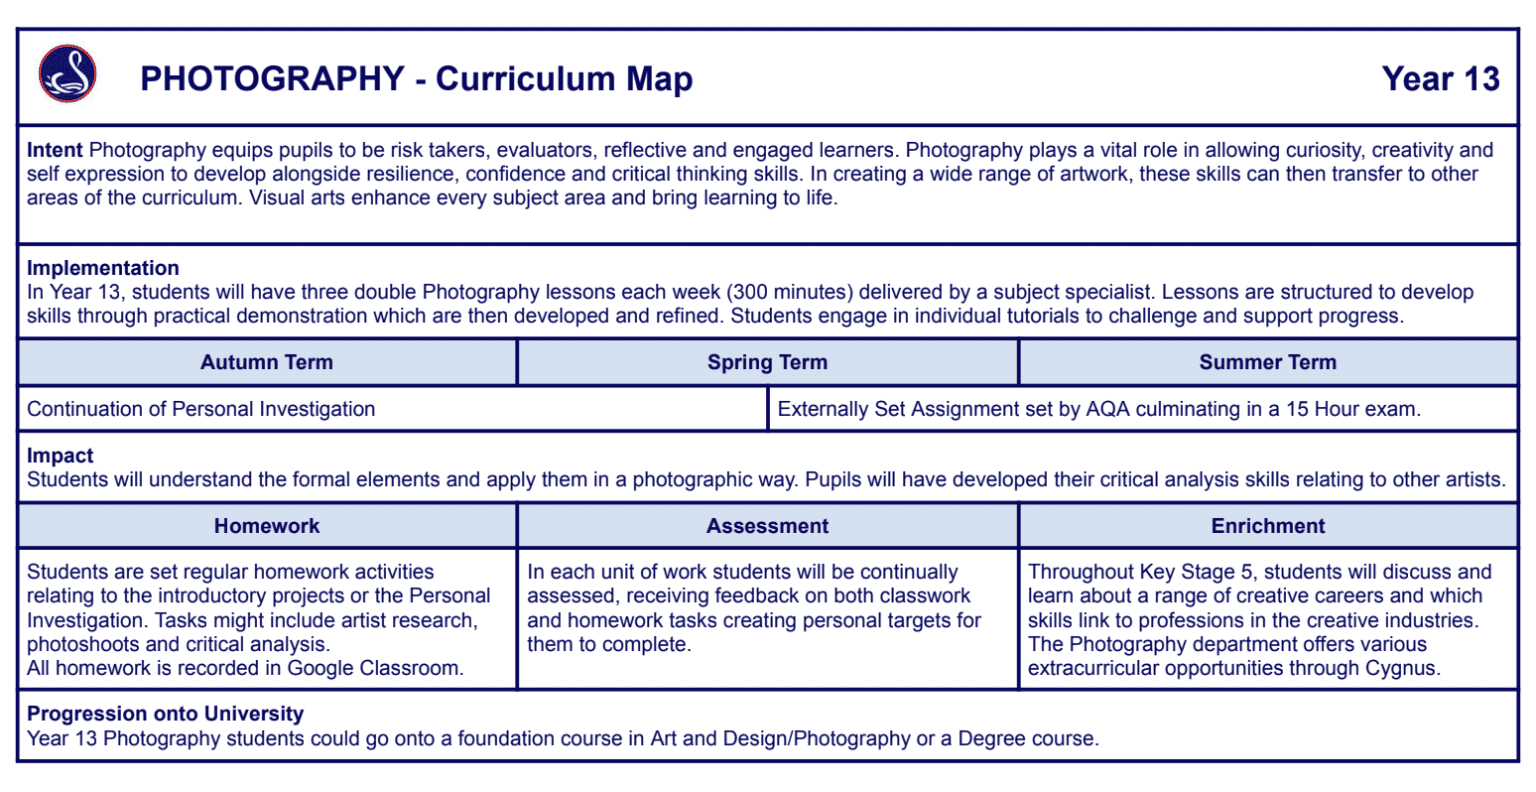 PHOTOGRAPHY - Curriculum Map
Year 13
Intent Photography equips pupils to be risk takers, evaluators, reflective and engaged learners. Photography plays a vital role in allowing curiosity, creativity and
self expression to develop alongside resilience, confidence and critical thinking skills. In creating a wide range of artwork, these skills can then transfer to other
areas of the curriculum. Visual arts enhance every subject area and bring learning to life.
Implementation
In Year 13, students will have three double Photography lessons each week (300 minutes) delivered by a subject specialist. Lessons are structured to develop
skills through practical demonstration which are then developed and refined. Students engage in individual tutorials to challenge and support progress.
Autumn Term
Spring Term
Summer Term
Continuation of Personal Investigation
Externally Set Assignment set by AQA culminating in a 15 Hour exam.
Impact
Students will understand the formal elements and apply them in a photographic way. Pupils will have developed their critical analysis skills relating to other artists.
Homework
Assessment
Enrichment
Students are set regular homework activities
relating to the introductory projects or the Personal
Investigation. Tasks might include artist research,
photoshoots and critical analysis.
All homework is recorded in Google Classroom.
In each unit of work students will be continually
assessed, receiving feedback on both classwork
and homework tasks creating personal targets for
them to complete.
Throughout Key Stage 5, students will discuss and
learn about a range of creative careers and which
skills link to professions in the creative industries.
The Photography department offers various
extracurricular opportunities through Cygnus.
Progression onto University
Year 13 Photography students could go onto a foundation course in Art and Design/Photography or a Degree course.